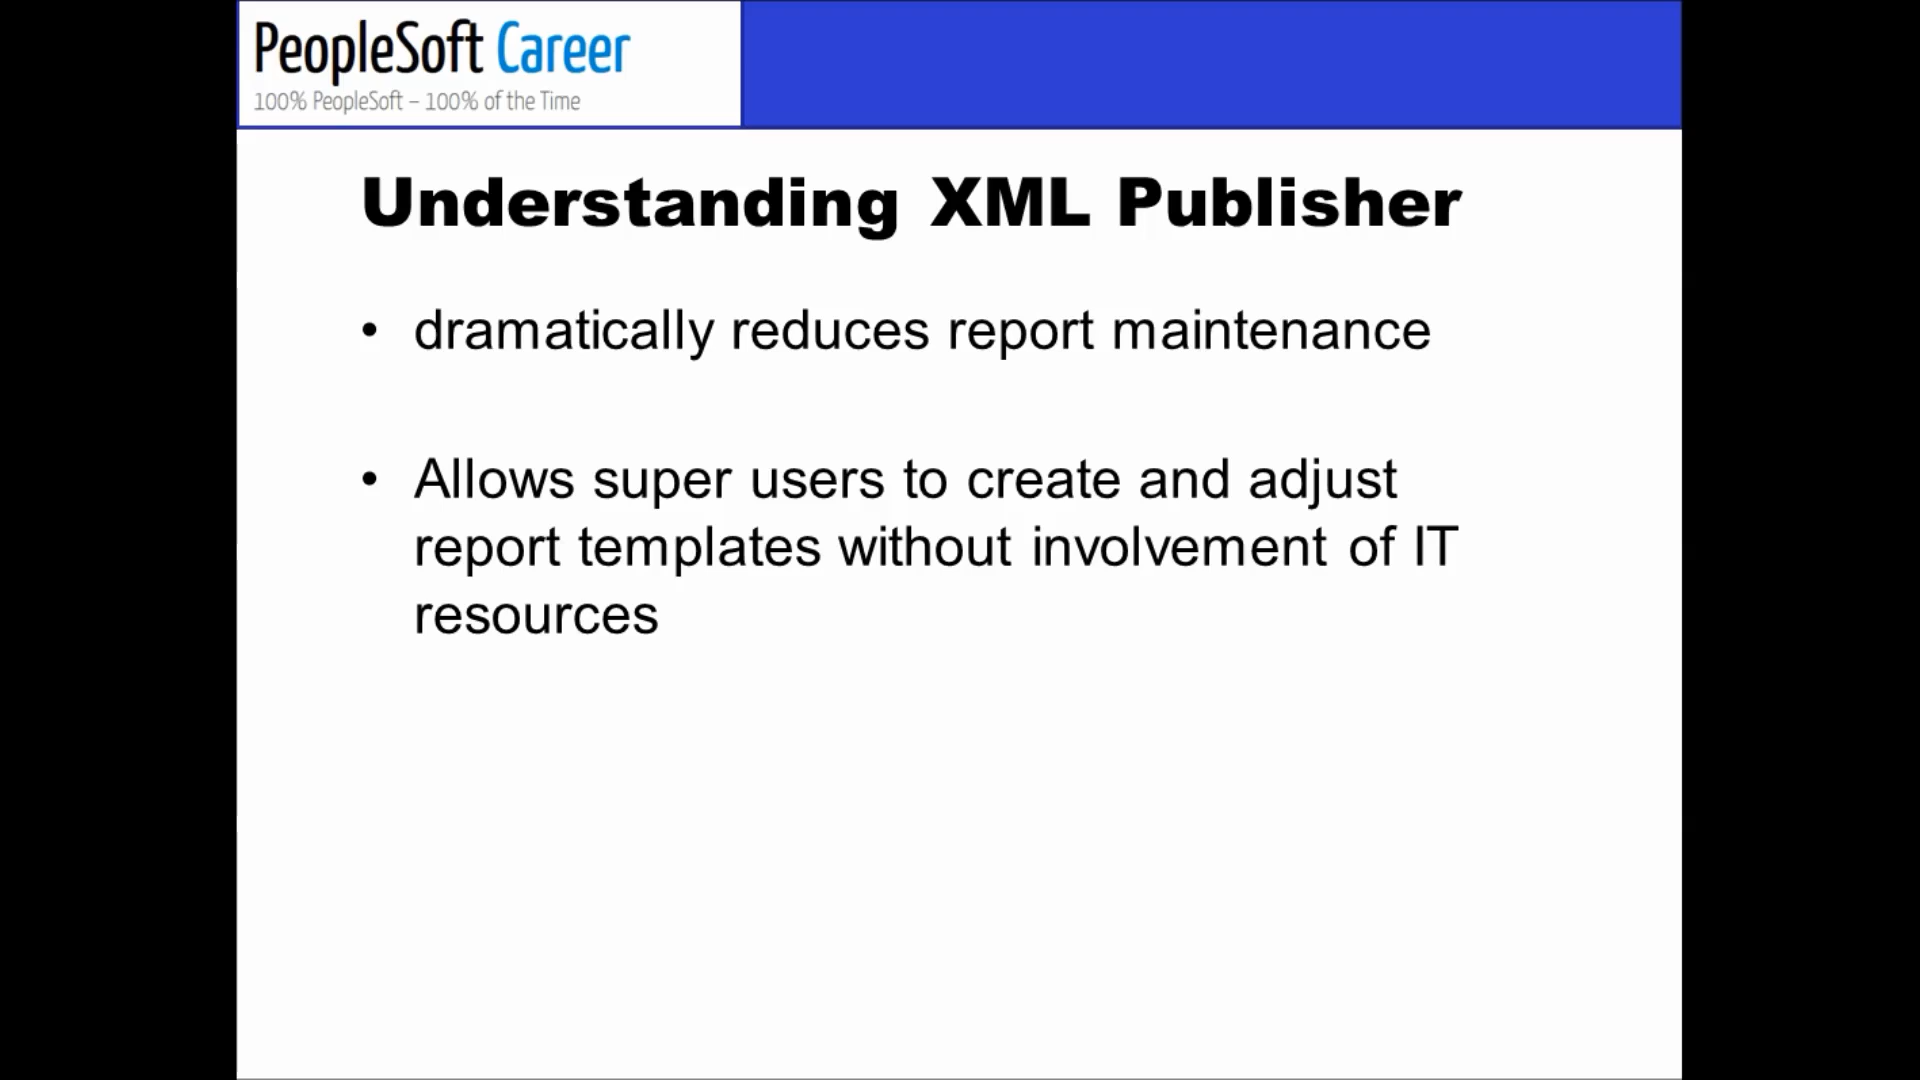 PeopleSoft Career
100% PeopleSoft – 100% of the Time
Understanding XML Publisher
• dramatically reduces report maintenance
• Allows super users to create and adjust
report templates without involvement of IT
resources